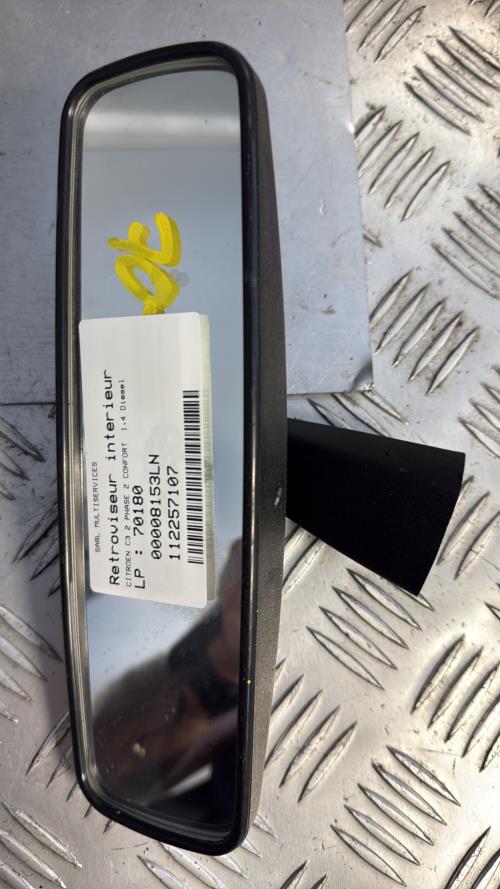 SARL MULTISERVICES
Retroviseur interieur
CITROEN C3 2 PHASE 2 CONFORT 1.4 Diesel
LP : 70180
00008153LN
112257107